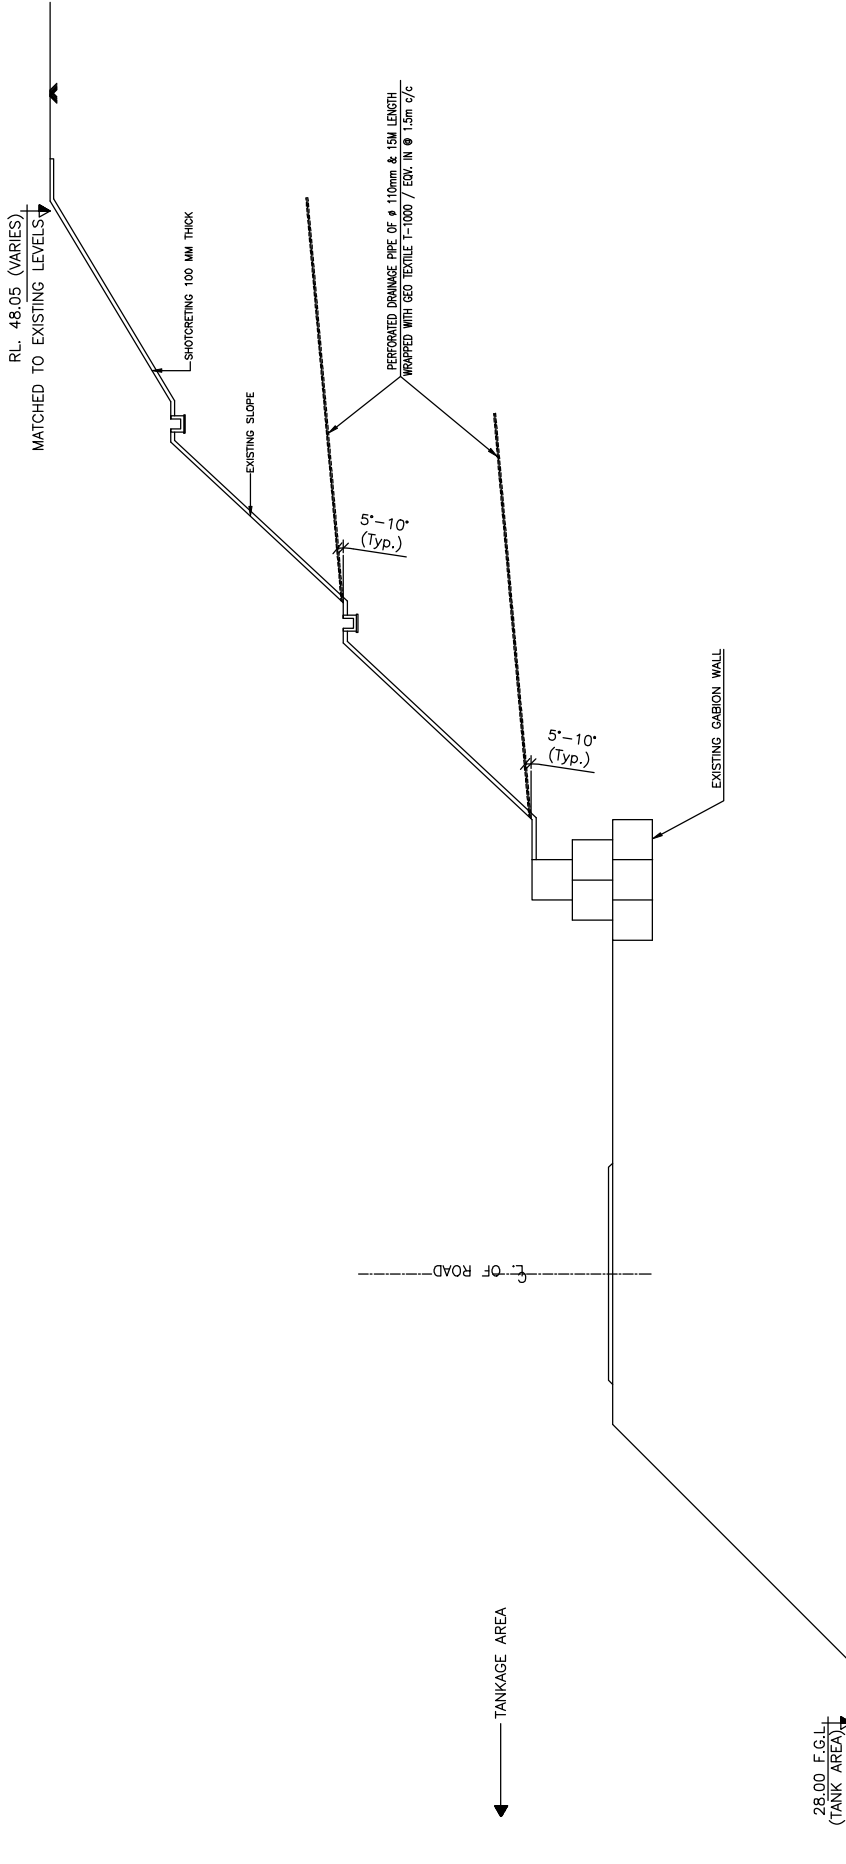 RL. 48.05 (VARIES)
MATCHED TO EXISTING LEVELS
SHOTCRETING 100 MM THICK
EXISTING SLOPE
PERFORATED DRAINAGE PIPE OF ø 110mm & 15M LENGTH
WRAPPED WITH GEO TEXTILE T-1000 / EQV. IN @ 1.5m c/c
5°-10°
(Typ.)
5°-10°
(Typ.)
EXISTING GABION WALL
C L. OF ROAD
TANKAGE AREA
28.00 F.G.L
(TANK AREA)